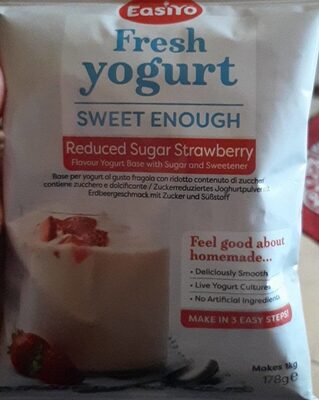 EasiYo
Fresh
yogurt
SWEET ENOUGH
Reduced Sugar Strawberry
Flavour Yogurt Base with Sugar and Sweetener
Base per yogurt al gusto fragola con ridotto contenuto di zuccheri
contiene zucchero e dolcificante / Zuckerreduziertes Joghurtpulver mit
Erdbeergeschmack mit Zucker und Süßstoff
Feel good about
homemade...
• Deliciously Smooth
• Live Yogurt Cultures
• No Artificial Ingredients
MAKE IN 3 EASY STEPS!
Makes 1kg
178g e